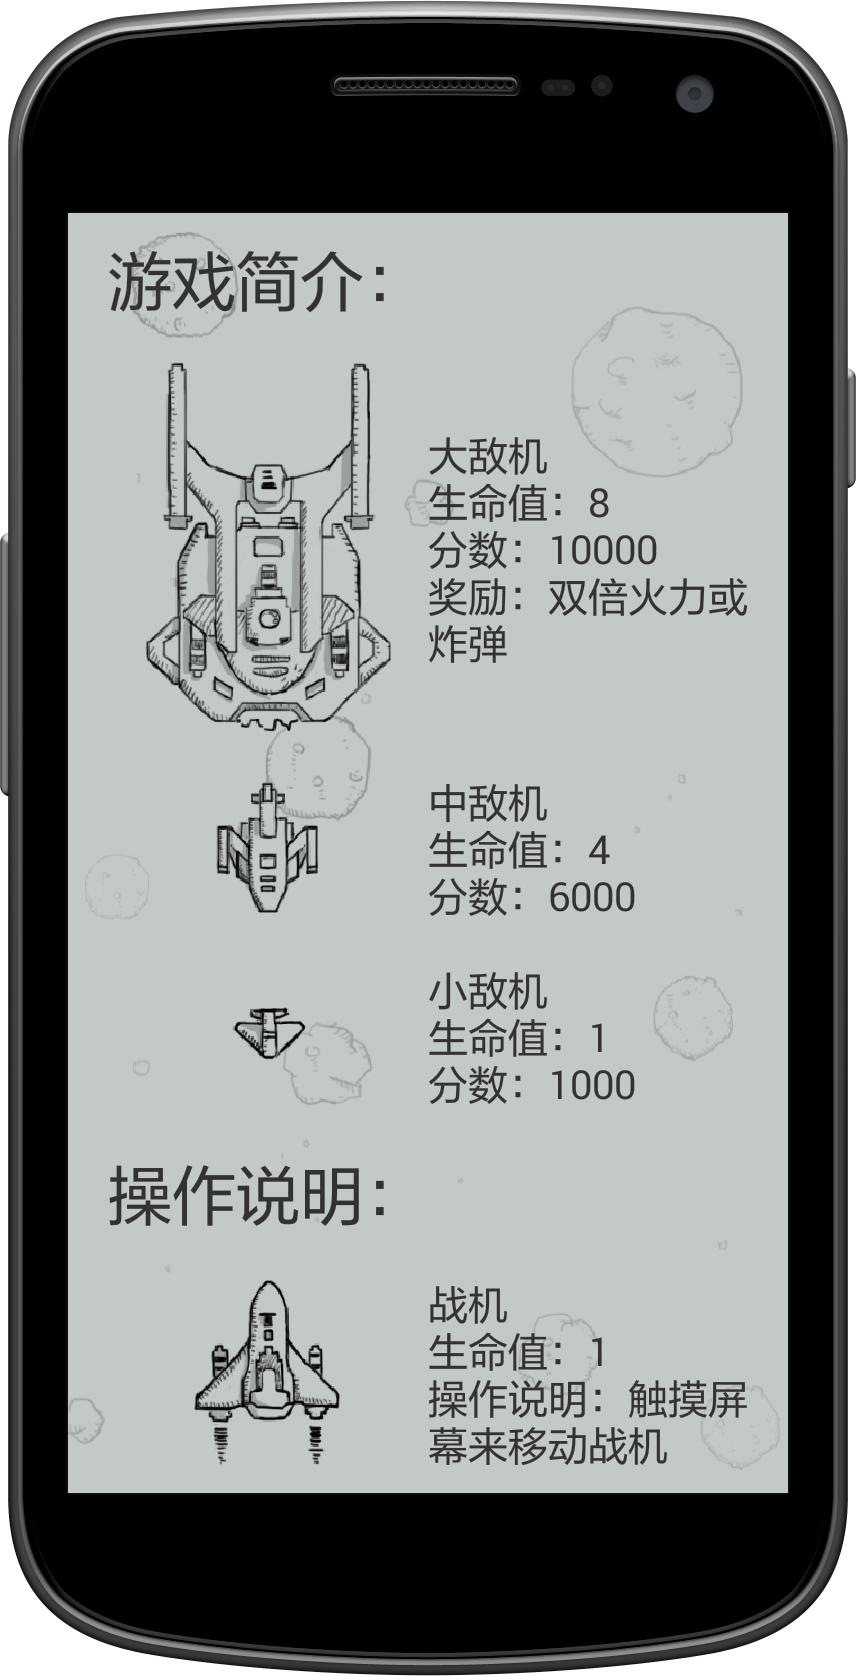 游戏简介：
大敌机
生命值：8
分数：10000
奖励：双倍火力或
炸弹
中敌机
生命值：4
分数：6000
小敌机
生命值：1
分数：1000
操作说明：
战机
生命值：1
操作说明：触摸屏
幕来移动战机